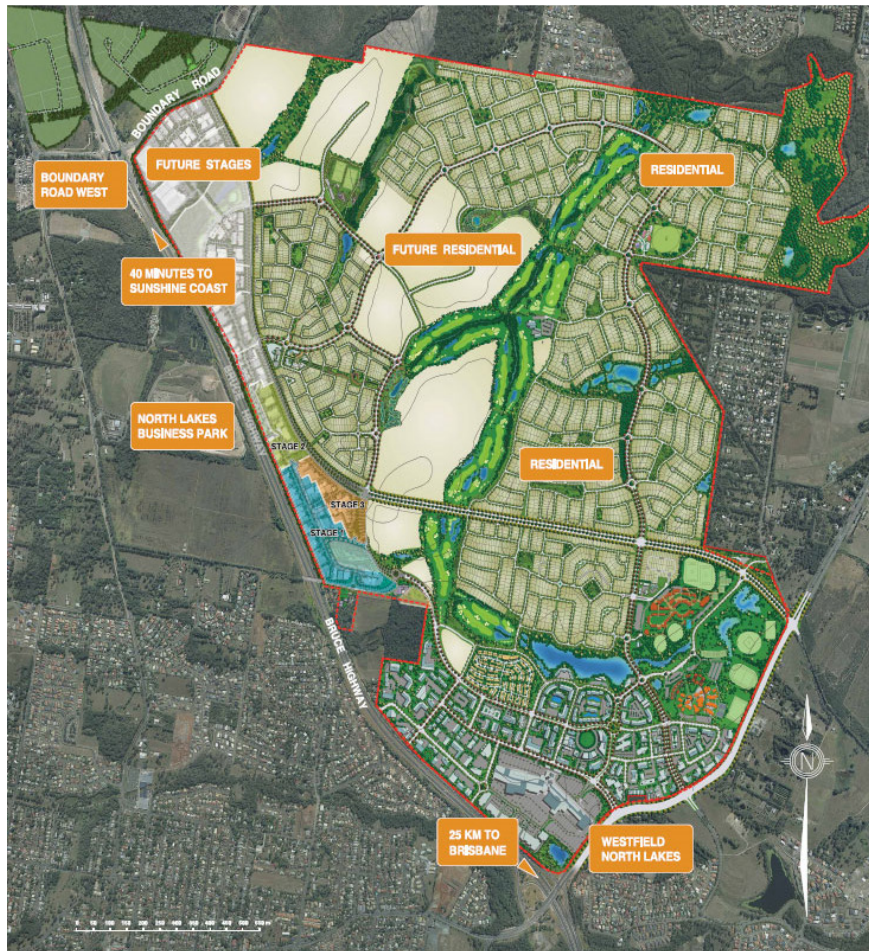 BOUNDARY ROAD
BOUNDARY
ROAD WEST
FUTURE STAGES
RESIDENTIAL
FUTURE RESIDENTIAL
40 MINUTES TO
SUNSHINE COAST
NORTH LAKES
BUSINESS PARK
HIGHWAY
STAGE 2
RESIDENTIAL
STAGE 3
STAGE 1
BRUCE HIGHWAY
N
25 KM TO
BRISBANE
WESTFIELD
NORTH LAKES